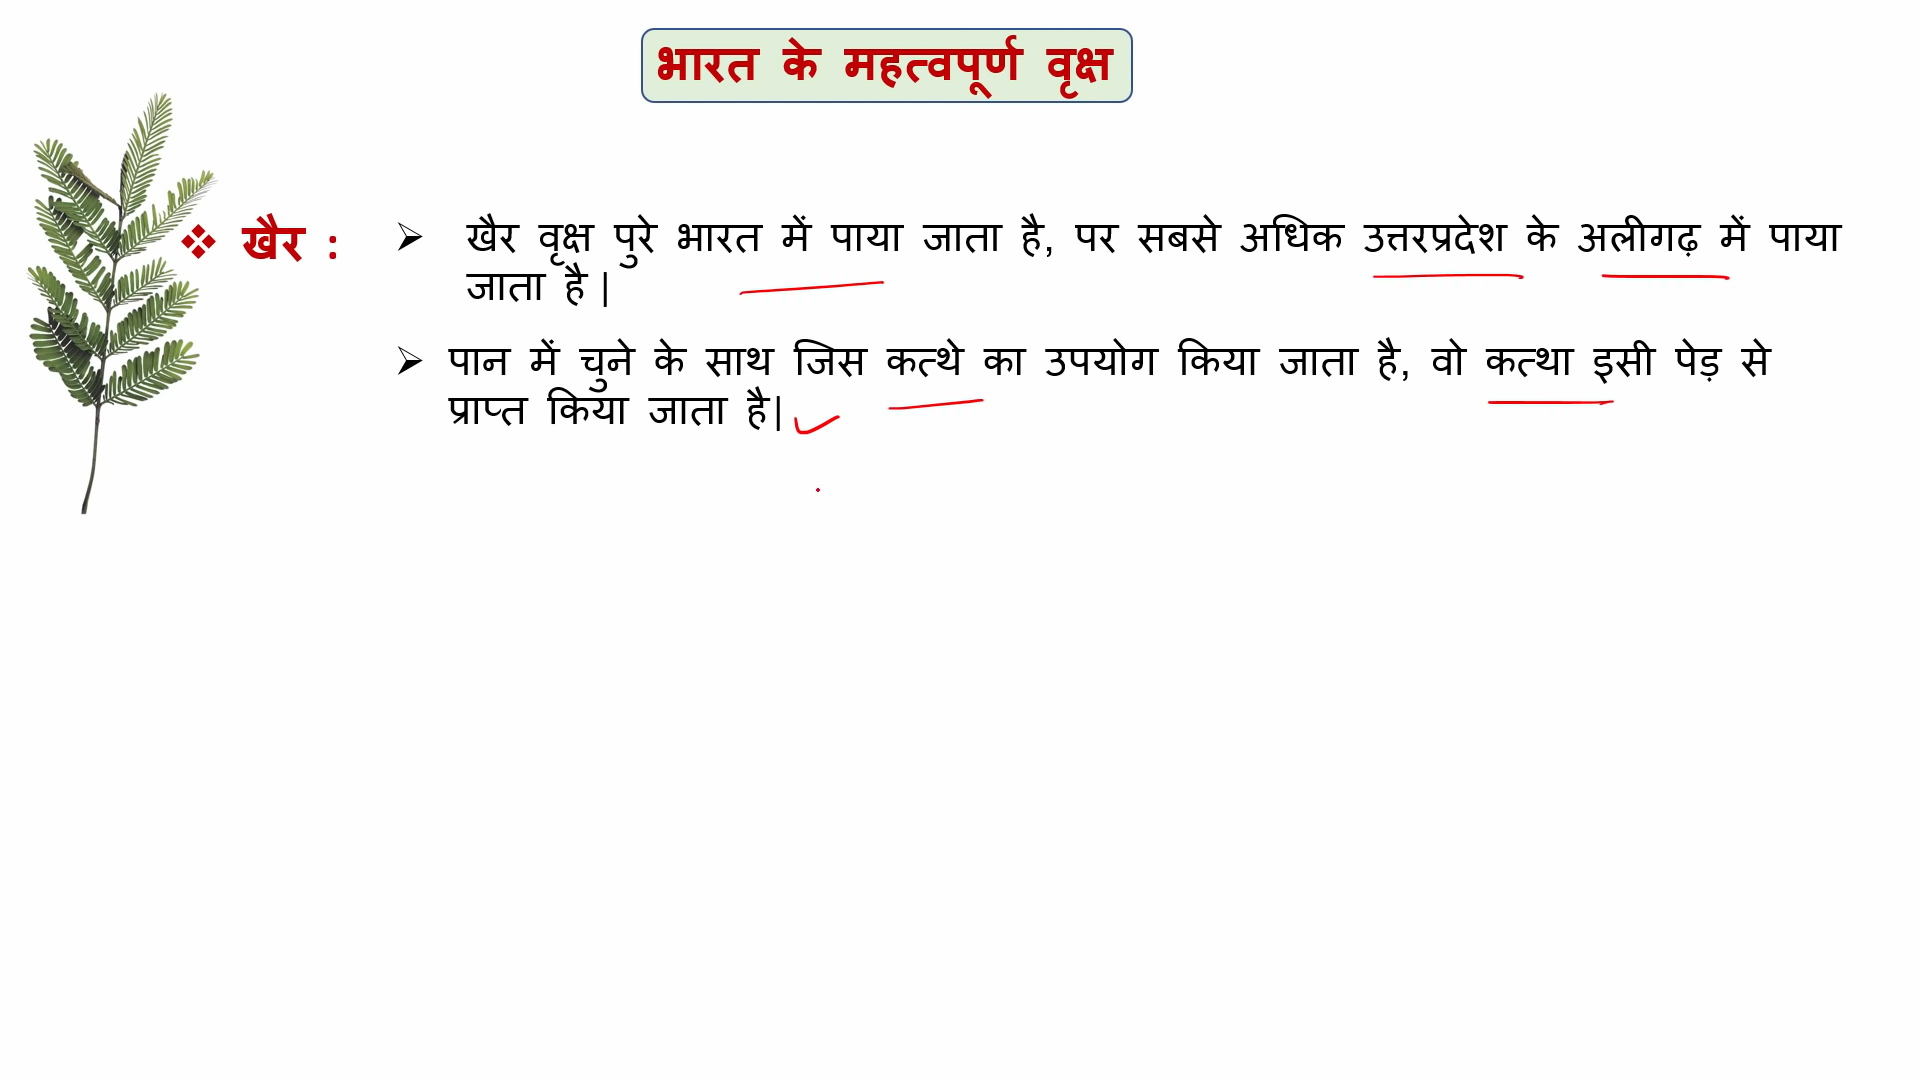 भारत के महत्वपूर्ण वृक्ष
❖ खैर :
➢ खैर वृक्ष पुरे भारत में पाया जाता है, पर सबसे अधिक उत्तरप्रदेश के अलीगढ़ में पाया
जाता है |
➢ पान में चुने के साथ जिस कत्थे का उपयोग किया जाता है, वो कत्था इसी पेड़ से
प्राप्त किया जाता है|